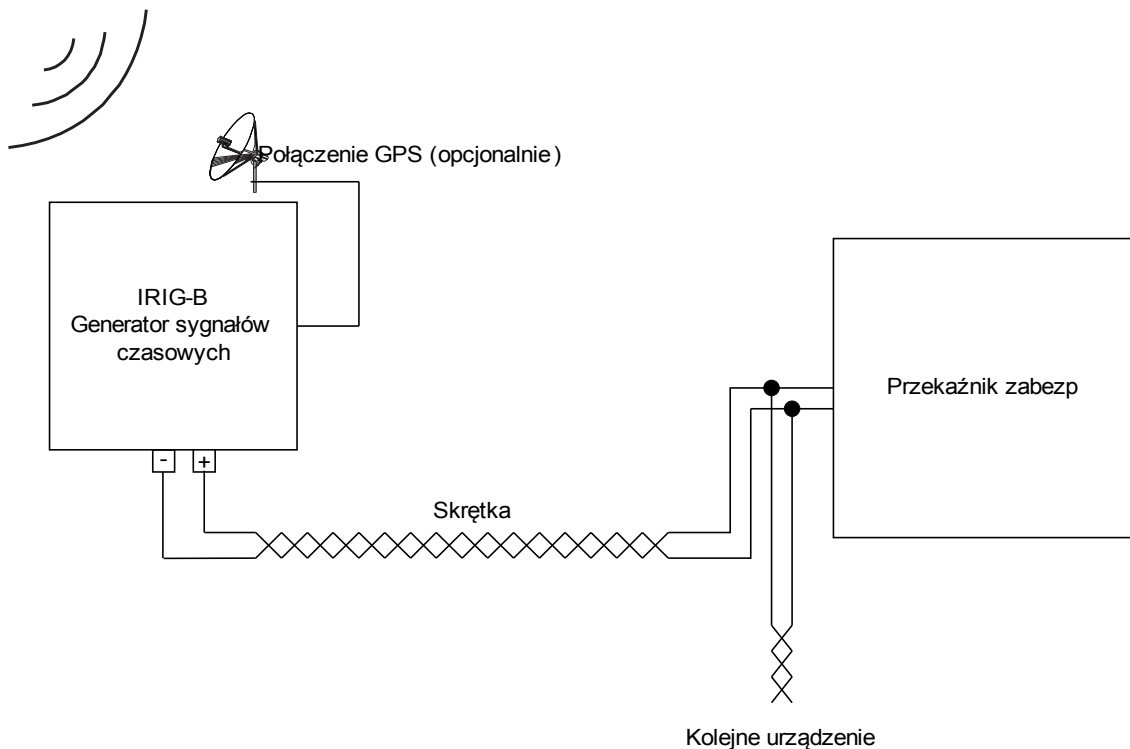 Połączenie GPS (opcjonalnie)
IRIG-B
Generator sygnałów
czasowych
Przekaźnik zabezp
- +
Skrętka
Kolejne urządzenie